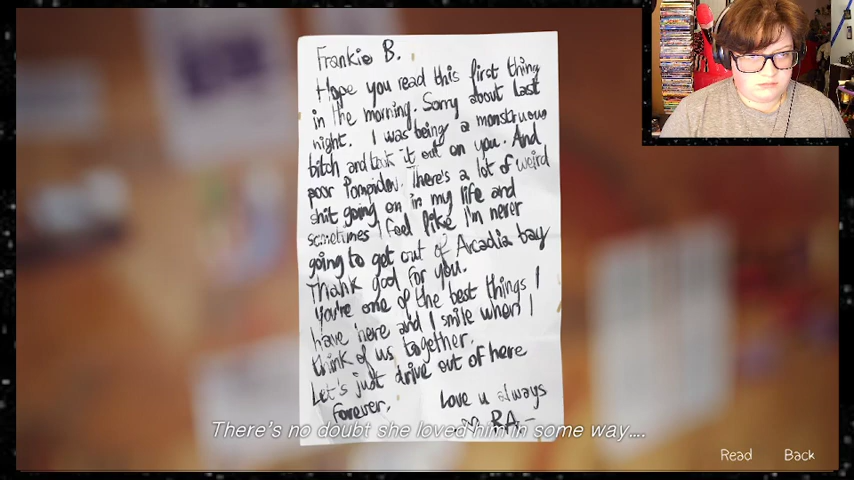 Frankie B.
Hope you read this first thing
in the morning. Sorry about last
night. I was being a monstruous
bitch and took it out on you. And
poor Pompidou. There's a lot of weird
shit going on in my life and
sometimes I feel like I'm never
going to get out of Arcadia bay
Thank god for you.
You're one of the best things I
have here and I smile when I
think of us together.
Let's just drive out of here
forever.
Love u always
R.A.
There's no doubt she loved him in some way....
Read
Back